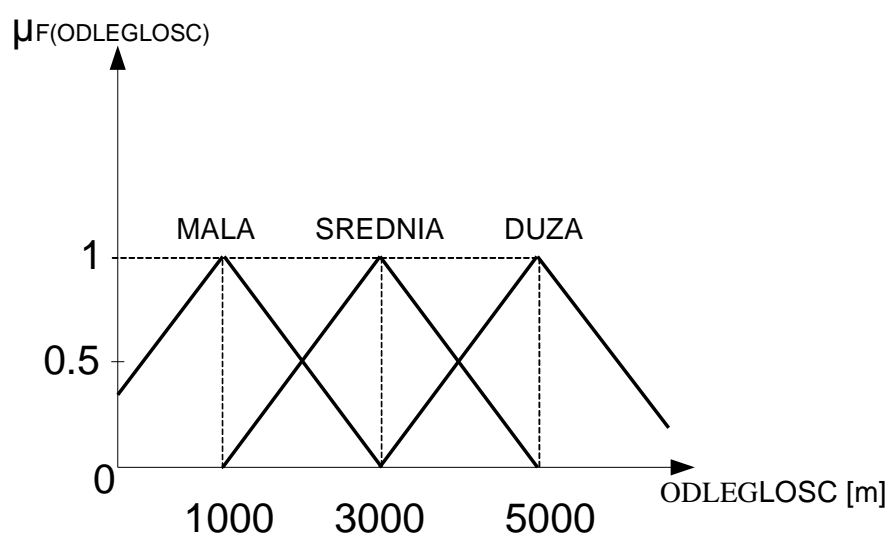 μF(ODLEGLOSC)
MALA SREDNIA DUZA
1
0.5
0
ODLEGLOSC [m]
1000 3000 5000